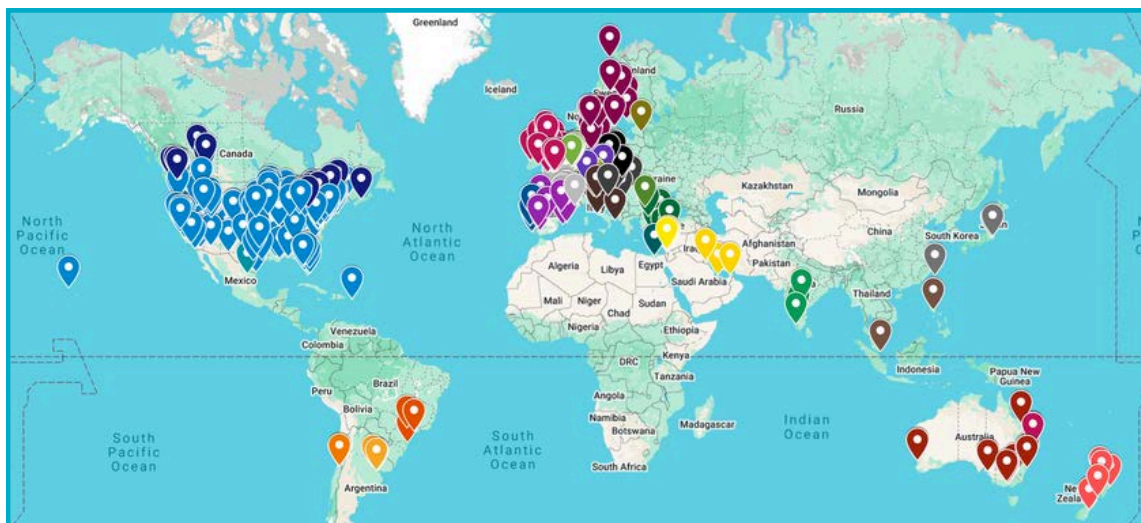 Greenland
Iceland
Russia
Canada
Kazakhstan
Mongolia
North
Pacific
Ocean
North
Atlantic
Ocean
China
South Korea
Afghanistan
Pakistan
Algeria
Libya
Egypt
Saudi Arabia
Mexico
Mali
Niger
Chad
Sudan
Thailand
Nigeria
Ethiopia
Venezuela
Colombia
DRC
Kenya
Tanzania
Indonesia
Papua New
Guinea
Peru
Brazil
Bolivia
Angola
Namibia
Botswana
Madagascar
Indian
Ocean
South
Pacific
Ocean
South
Atlantic
Ocean
South Africa
Australia
Argentina